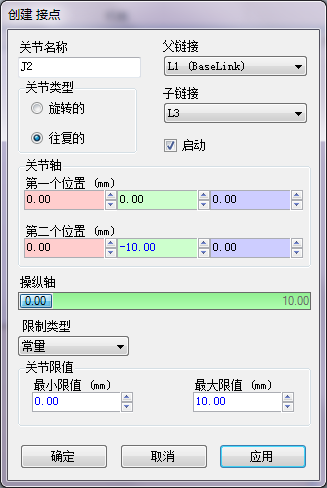 创建 接点
关节名称
父链接
J2
L1 (BaseLink)
关节类型
子链接
旋转的
L3
往复的
启动
关节轴
第一个位置 (mm)
0.00 0.00 0.00
第二个位置 (mm)
0.00 -10.00 0.00
操纵轴
0.00 10.00
限制类型
常量
关节限值
最小限值 (mm) 最大限值 (mm)
0.00 10.00
确定 取消 应用